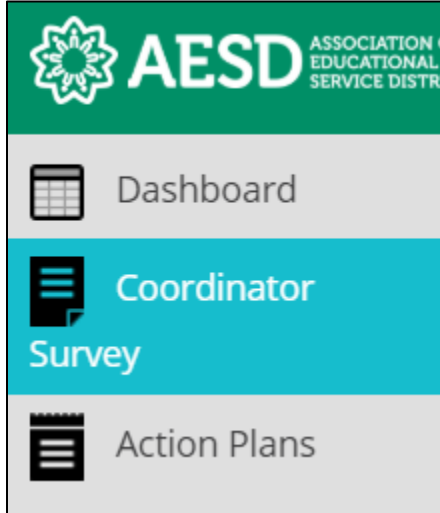 AESD
ASSOCIATION
EDUCATIONAL
SERVICE
Dashboard
Coordinator
Survey
Action Plans